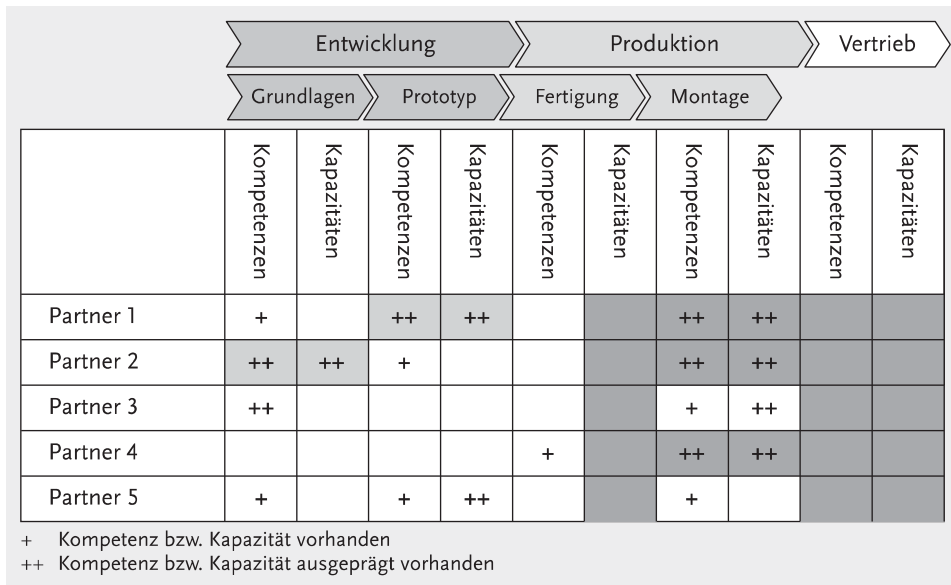 Entwicklung Produktion Vertrieb
Grundlagen Prototyp Fertigung Montage
Kompetenzen Kapazitäten Kompetenzen Kapazitäten Kompetenzen Kapazitäten Kompetenzen Kapazitäten Kompetenzen Kapazitäten
Partner 1 + ++ ++ ++ ++
Partner 2 ++ ++ + ++ ++
Partner 3 ++ + ++
Partner 4 + ++ ++
Partner 5 + + ++ +
+ Kompetenz bzw. Kapazität vorhanden
++ Kompetenz bzw. Kapazität ausgeprägt vorhanden